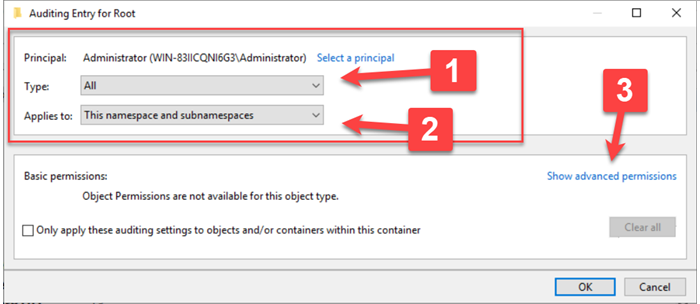 Auditing Entry for Root
Principal: Administrator (WIN-83IICQNI6G3\Administrator) Select a principal
1
Type: All
Applies to: This namespace and subnamespaces
2
3
Basic permissions: Show advanced permissions
Object Permissions are not available for this object type.
Only apply these auditing settings to objects and/or containers within this container
Clear all
OK Cancel